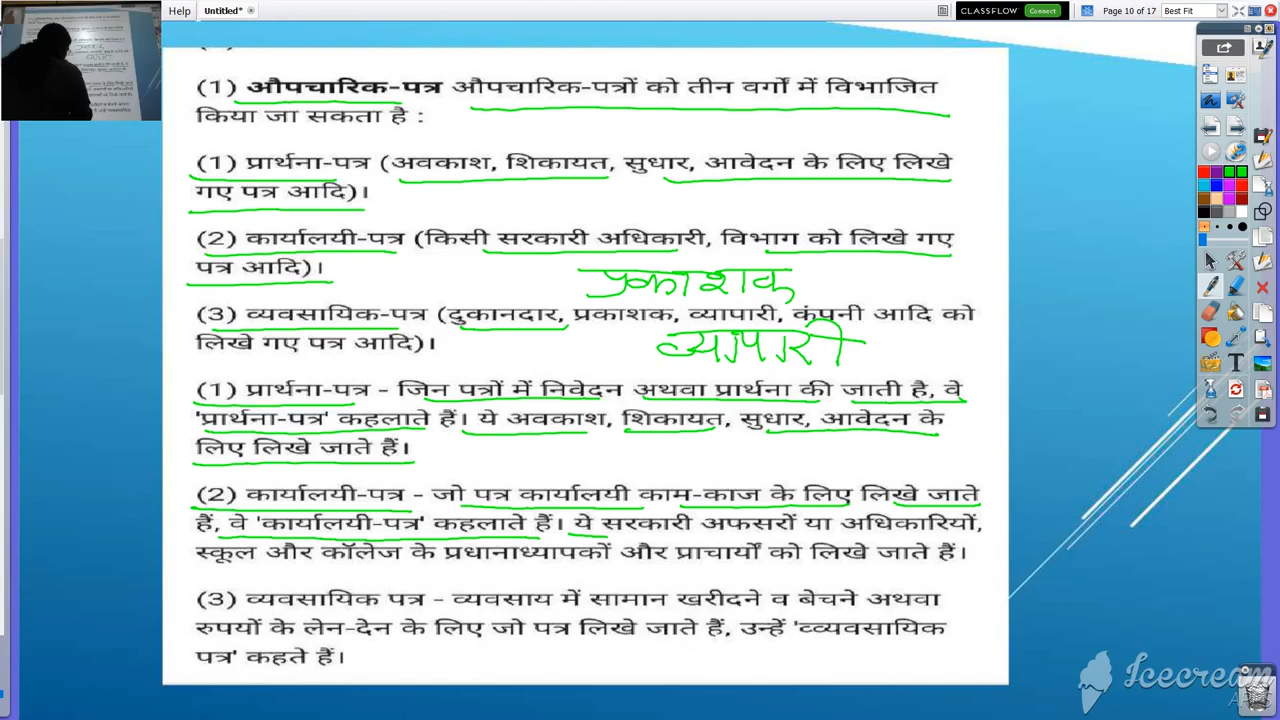 Help
Untitled*
CLASSFLOW Connect
Page 10 of 17
Best Fit
(1) औपचारिक-पत्र औपचारिक-पत्रों को तीन वर्गों में विभाजित
किया जा सकता है :
(1) प्रार्थना-पत्र (अवकाश, शिकायत, सुधार, आवेदन के लिए लिखे
गए पत्र आदि)।
(2) कार्यालयी-पत्र (किसी सरकारी अधिकारी, विभाग को लिखे गए
पत्र आदि)।
प्रकाशक
(3) व्यवसायिक-पत्र (दुकानदार, प्रकाशक, व्यापारी, कंपनी आदि को
लिखे गए पत्र आदि)।
व्यापारी
(1) प्रार्थना-पत्र - जिन पत्रों में निवेदन अथवा प्रार्थना की जाती है, वे
'प्रार्थना-पत्र' कहलाते हैं। ये अवकाश, शिकायत, सुधार, आवेदन के
लिए लिखे जाते हैं।
(2) कार्यालयी-पत्र - जो पत्र कार्यालयी काम-काज के लिए लिखे जाते
हैं, वे 'कार्यालयी-पत्र' कहलाते हैं। ये सरकारी अफसरों या अधिकारियों,
स्कूल और कॉलेज के प्रधानाध्यापकों और प्राचार्यों को लिखे जाते हैं।
(3) व्यवसायिक पत्र - व्यवसाय में सामान खरीदने व बेचने अथवा
रुपयों के लेन-देन के लिए जो पत्र लिखे जाते हैं, उन्हें 'व्व्यवसायिक
पत्र' कहते हैं।
Icecream
APPS